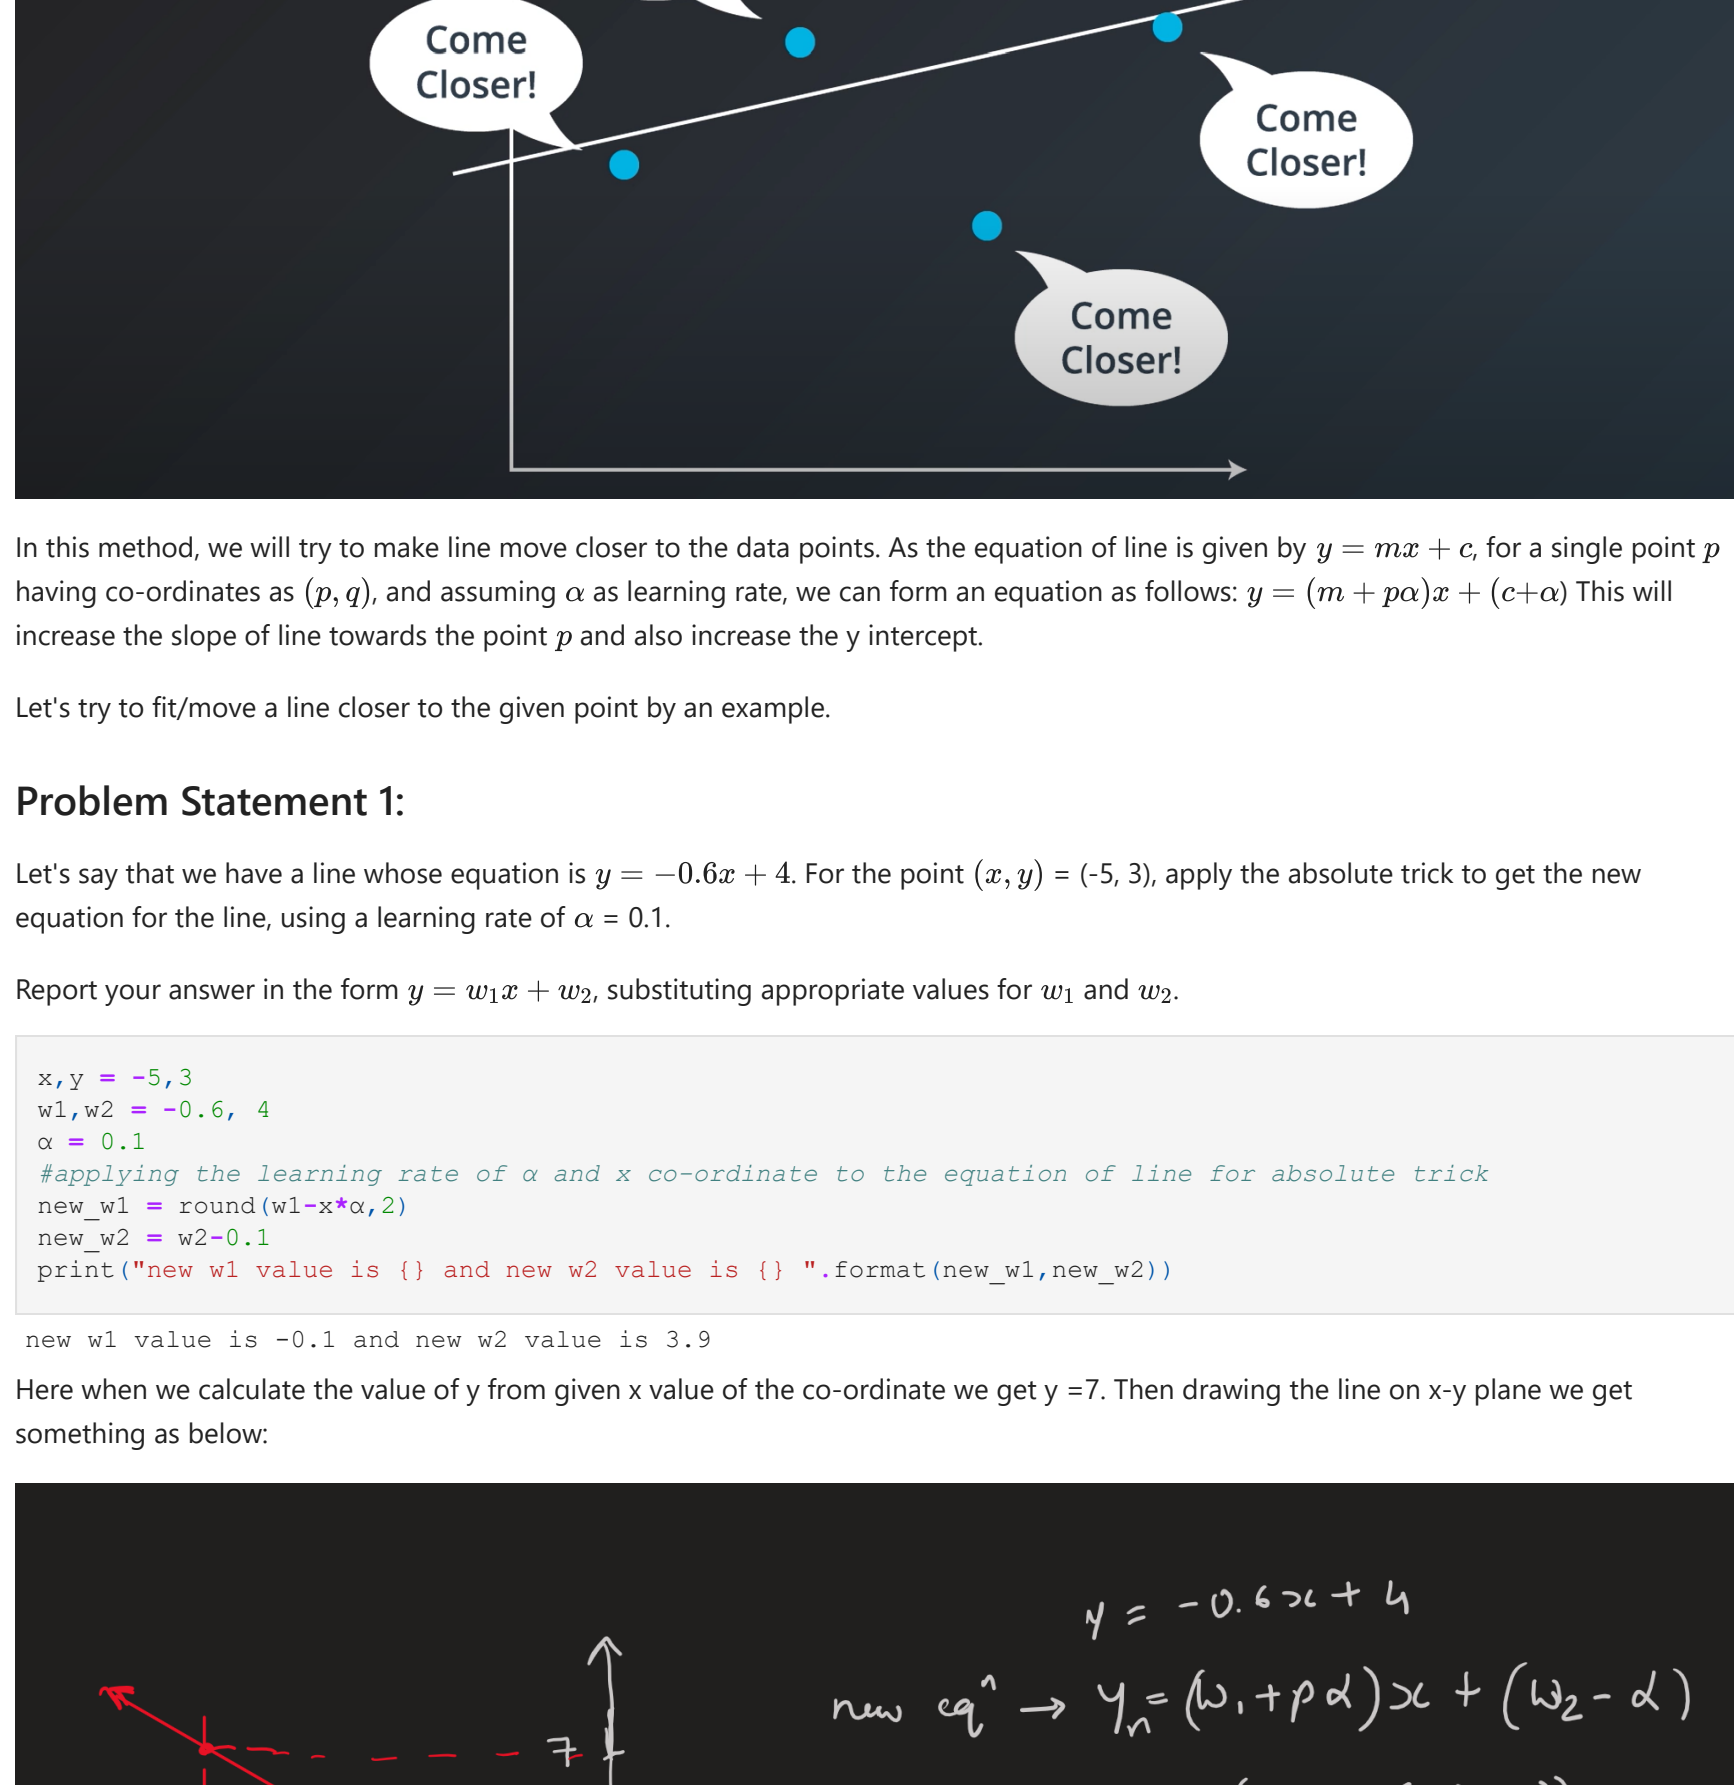 Come
Closer!
Come
Closer!
Come
Closer!
In this method, we will try to make line move closer to the data points. As the equation of line is given by y = mx + c, for a single point p
having co-ordinates as (p, q), and assuming α as learning rate, we can form an equation as follows: y = (m + pα)x + (c+α) This will
increase the slope of line towards the point p and also increase the y intercept.
Let's try to fit/move a line closer to the given point by an example.
Problem Statement 1:
Let's say that we have a line whose equation is y = −0.6x + 4. For the point (x, y) = (-5, 3), apply the absolute trick to get the new
equation for the line, using a learning rate of α = 0.1.
Report your answer in the form y = w₁x + w₂, substituting appropriate values for w₁ and w₂.
x,y = -5,3
w1,w2 = -0.6, 4
α = 0.1
#applying the learning rate of α and x co-ordinate to the equation of line for absolute trick
new_w1 = round(w1-x*α,2)
new_w2 = w2-0.1
print("new w1 value is {} and new w2 value is {} ".format(new_w1,new_w2))
new w1 value is -0.1 and new w2 value is 3.9
Here when we calculate the value of y from given x value of the co-ordinate we get y =7. Then drawing the line on x-y plane we get
something as below:
y = -0.6x + 4
new eqⁿ → yₙ = (w₁+pα)x + (w₂-α)
7